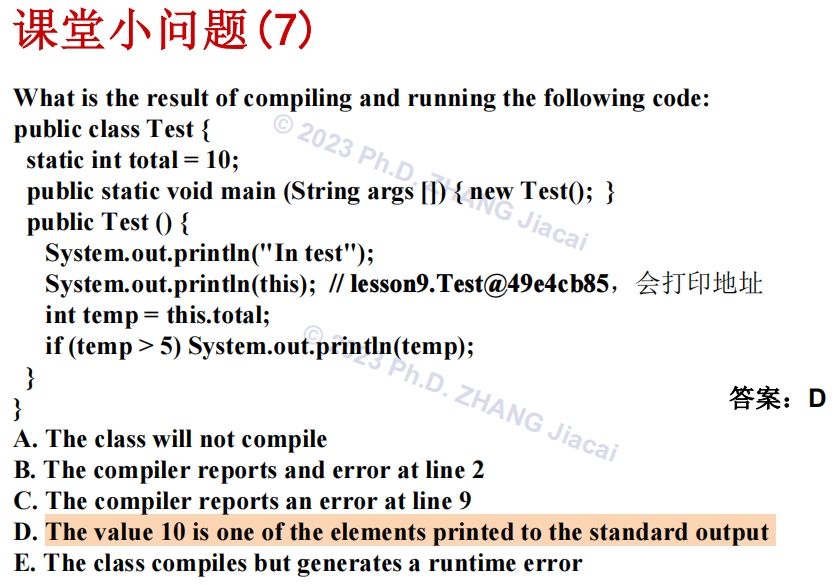 课堂小问题(7)
What is the result of compiling and running the following code:
public class Test {
static int total = 10;
public static void main (String args []) { new Test(); }
public Test () {
System.out.println("In test");
System.out.println(this); // lesson9.Test@49e4cb85，会打印地址
int temp = this.total;
if (temp > 5) System.out.println(temp);
}
}
答案：D
A. The class will not compile
B. The compiler reports and error at line 2
C. The compiler reports an error at line 9
D. The value 10 is one of the elements printed to the standard output
E. The class compiles but generates a runtime error
© 2023 Ph.D. ZHANG Jiacai
© 2023 Ph.D. ZHANG Jiacai